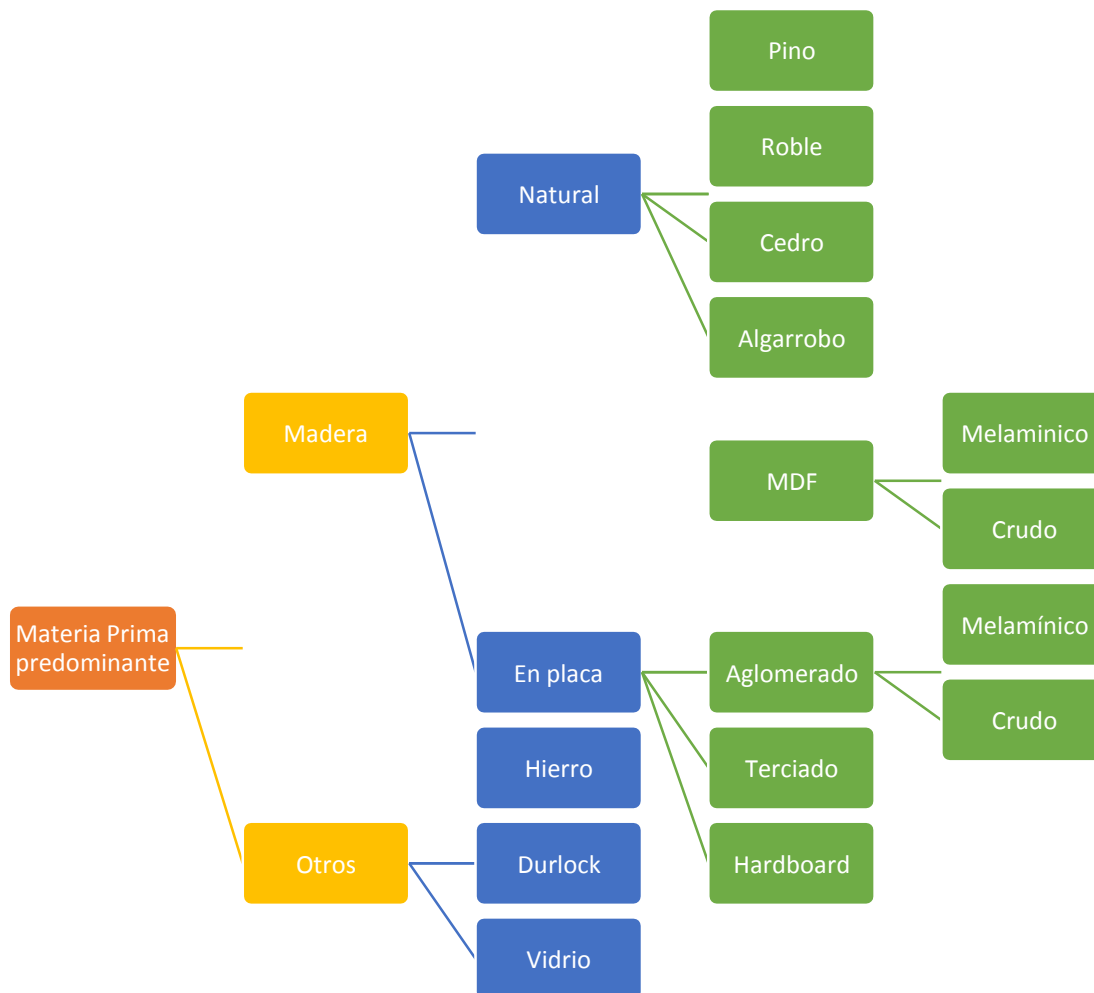 Pino
Roble
Natural
Cedro
Algarrobo
Madera
Melaminico
MDF
Crudo
Materia Prima
predominante
Melamínico
En placa
Aglomerado
Crudo
Hierro
Terciado
Otros
Durlock
Hardboard
Vidrio